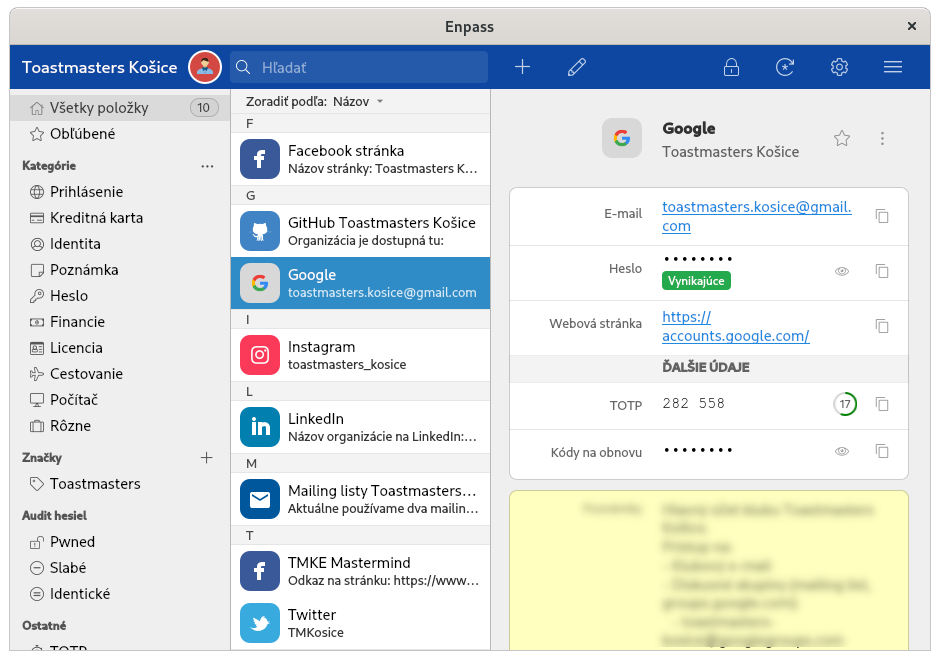 Enpass
Toastmasters Košice
Hľadať
Všetky položky 10
Obľúbené
Kategórie
Prihlásenie
Kreditná karta
Identita
Poznámka
Heslo
Financie
Licencia
Cestovanie
Počítač
Rôzne
Značky
Toastmasters
Audit hesiel
Pwned
Slabé
Identické
Ostatné
TOTP
Zoradiť podľa: Názov
F
Facebook stránka
Názov stránky: Toastmasters K...
G
GitHub Toastmasters Košice
Organizácia je dostupná tu:
Google
toastmasters.kosice@gmail.com
I
Instagram
toastmasters_kosice
L
LinkedIn
Názov organizácie na LinkedIn:...
M
Mailing listy Toastmasters...
Aktuálne používame dva mailin...
T
TMKE Mastermind
Odkaz na stránku: https://www...
Twitter
TMKosice
Google
Toastmasters Košice
E-mail
toastmasters.kosice@gmail.
com
Heslo
••••••••
Vynikajúce
Webová stránka
https://
accounts.google.com/
ĎALŠIE ÚDAJE
TOTP
282 558
17
Kódy na obnovu
••••••••